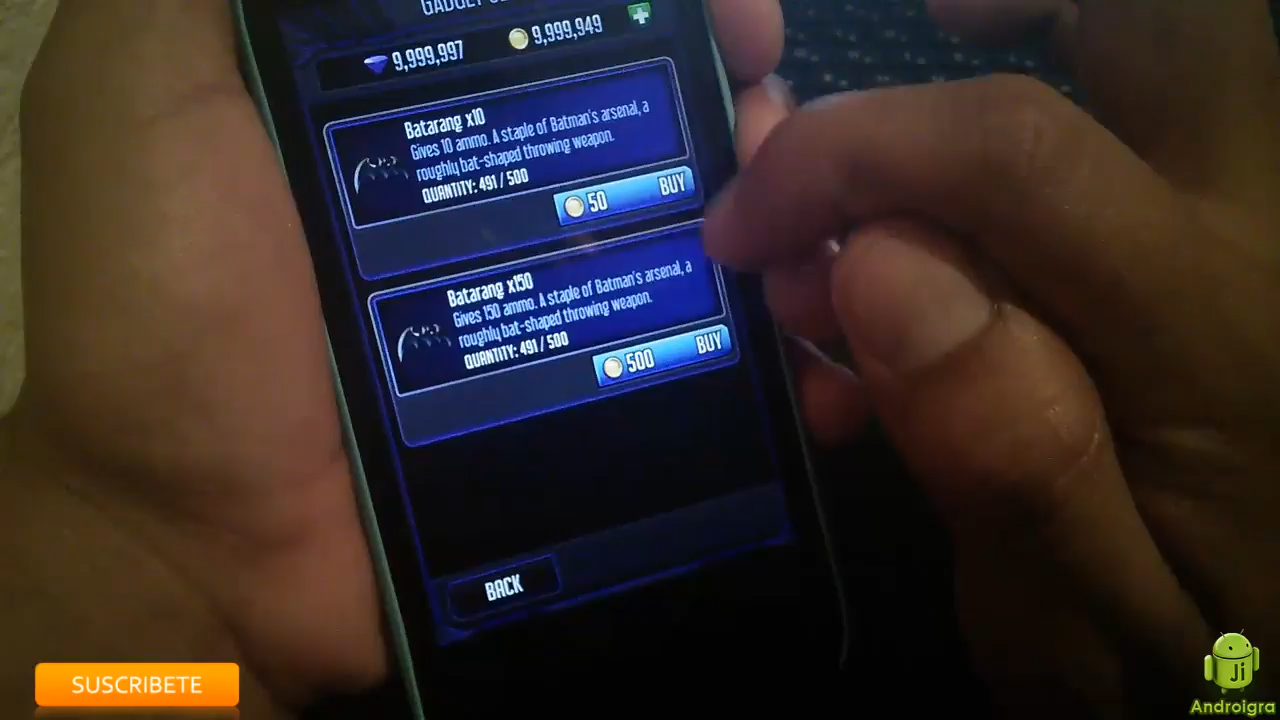 GADGET
9,999,997 9,999,949
Batarang x10
Gives 10 ammo. A staple of Batman's arsenal, a
roughly bat-shaped throwing weapon.
QUANTITY: 491 / 500
50 BUY
Batarang x150
Gives 150 ammo. A staple of Batman's arsenal, a
roughly bat-shaped throwing weapon.
QUANTITY: 491 / 500
500 BUY
BACK
SUSCRIBETE
Ji
Androigra